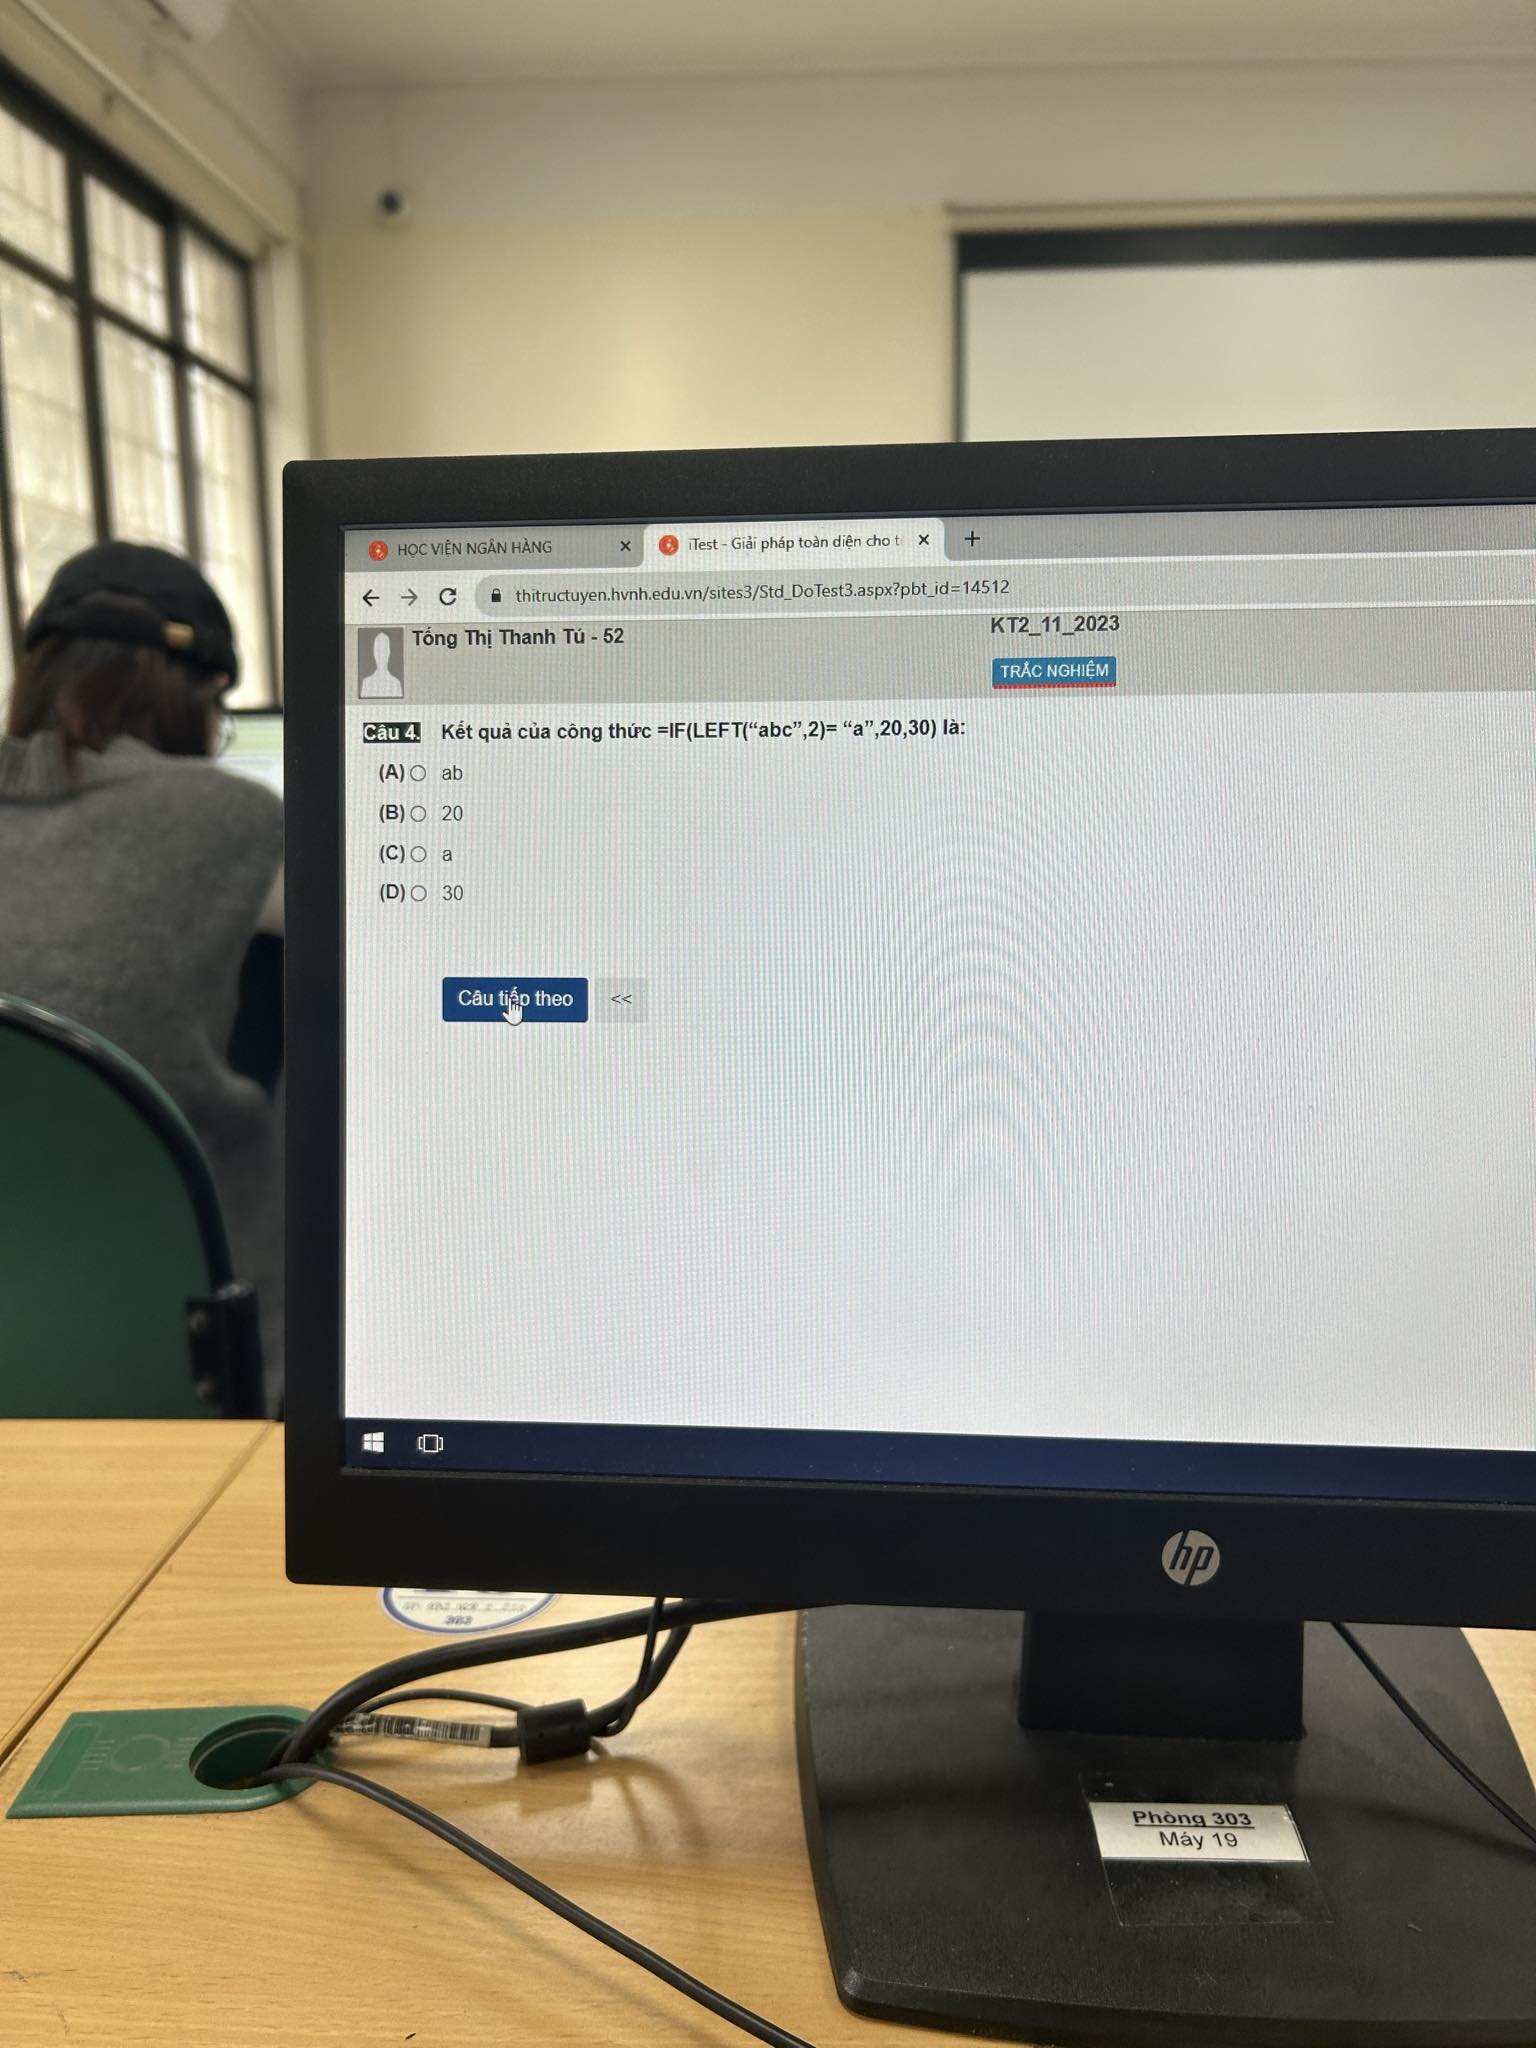 HỌC VIỆN NGÂN HÀNG
iTest - Giải pháp toàn diện cho t
thitructuyen.hvnh.edu.vn/sites3/Std_DoTest3.aspx?pbt_id=14512
Tống Thị Thanh Tú - 52
KT2_11_2023
TRẮC NGHIỆM
Câu 4. Kết quả của công thức =IF(LEFT(“abc”,2)= “a”,20,30) là:
(A) ab
(B) 20
(C) a
(D) 30
Câu tiếp theo <<
hp
303
Phòng 303
Máy 19